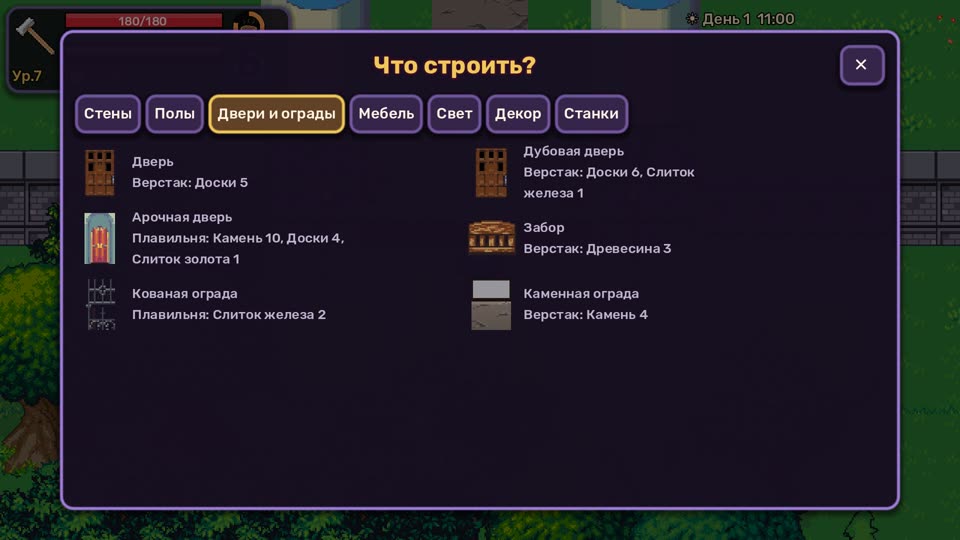 180/180
День 1 11:00
Ур.7
Что строить?
×
Стены Полы Двери и ограды Мебель Свет Декор Станки
Дверь
Верстак: Доски 5
Дубовая дверь
Верстак: Доски 6, Слиток
железа 1
Арочная дверь
Плавильня: Камень 10, Доски 4,
Слиток золота 1
Забор
Верстак: Древесина 3
Кованая ограда
Плавильня: Слиток железа 2
Каменная ограда
Верстак: Камень 4